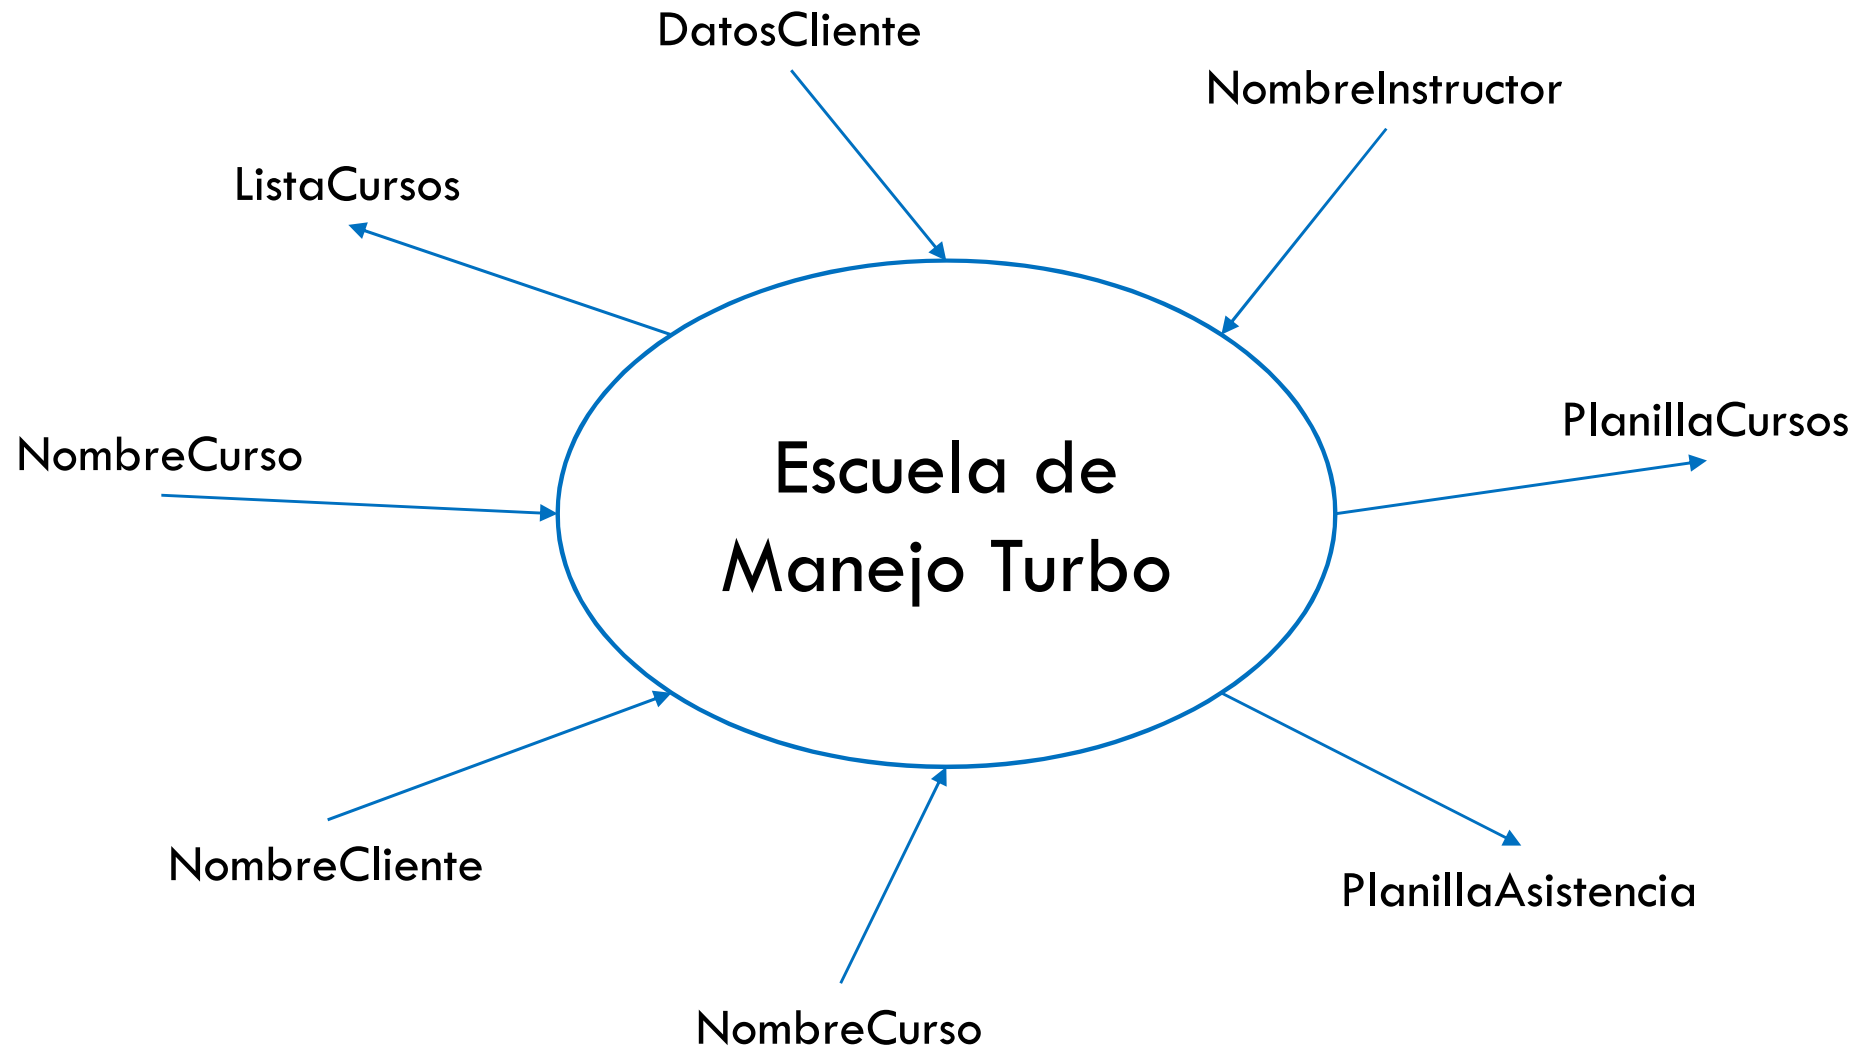 DatosCliente
NombreInstructor
ListaCursos
PlanillaCursos
NombreCurso
Escuela de
Manejo Turbo
NombreCliente
PlanillaAsistencia
NombreCurso